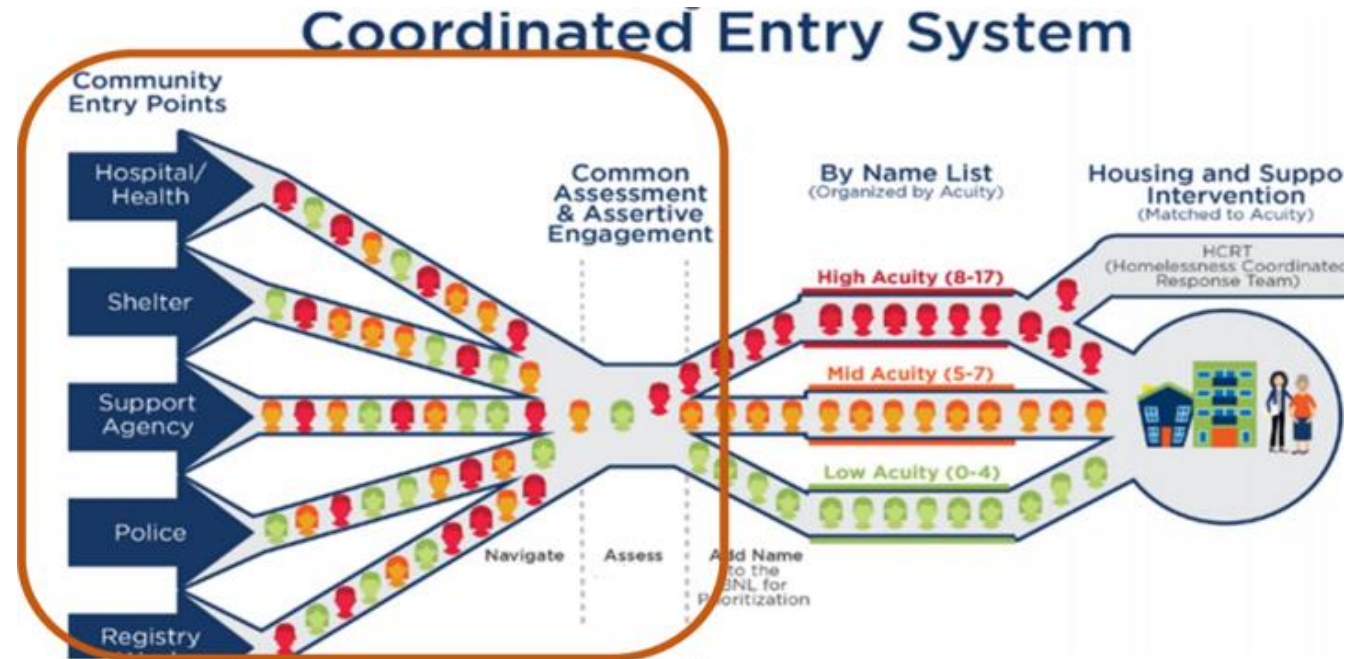 Coordinated Entry System
Community
Entry Points
Hospital/
Health
Shelter
Support
Agency
Police
Registry
Common
Assessment
& Assertive
Engagement
Navigate
Assess
Add Name
to the
BNL for
Prioritization
By Name List
(Organized by Acuity)
High Acuity (8-17)
Mid Acuity (5-7)
Low Acuity (0-4)
Housing and Suppo
Intervention
(Matched to Acuity)
HCRT
(Homelessness Coordinated
Response Team)